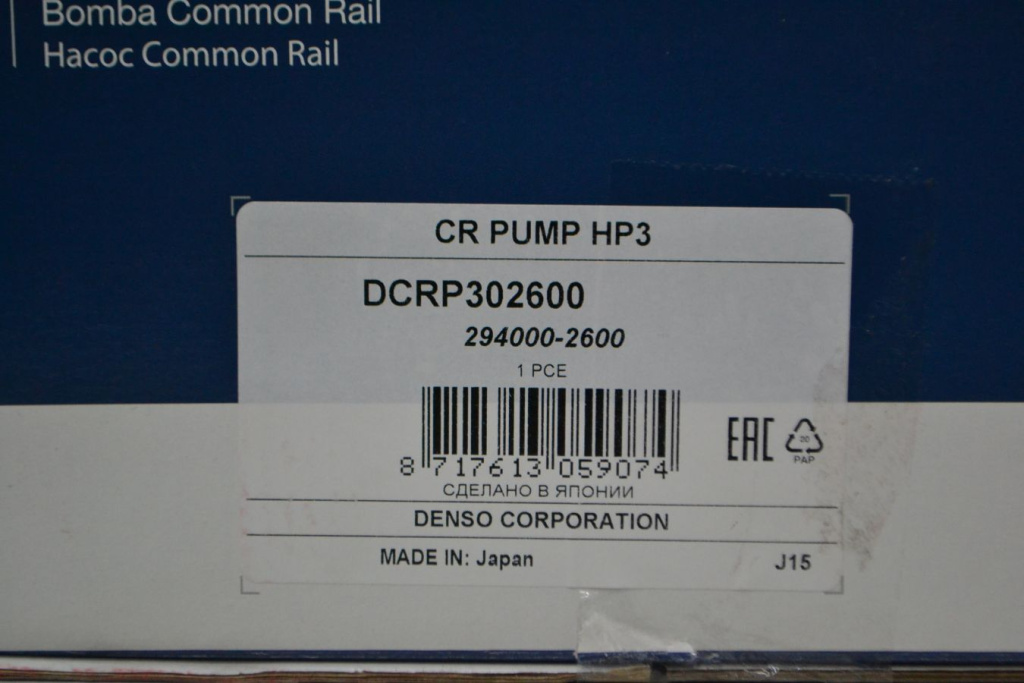 Bomba Common Rail
Насос Common Rail
CR PUMP HP3
DCRP302600
294000-2600
1 PCE
8 717613 059074
EAC
20
PAP
СДЕЛАНО В ЯПОНИИ
DENSO CORPORATION
MADE IN: Japan
J15